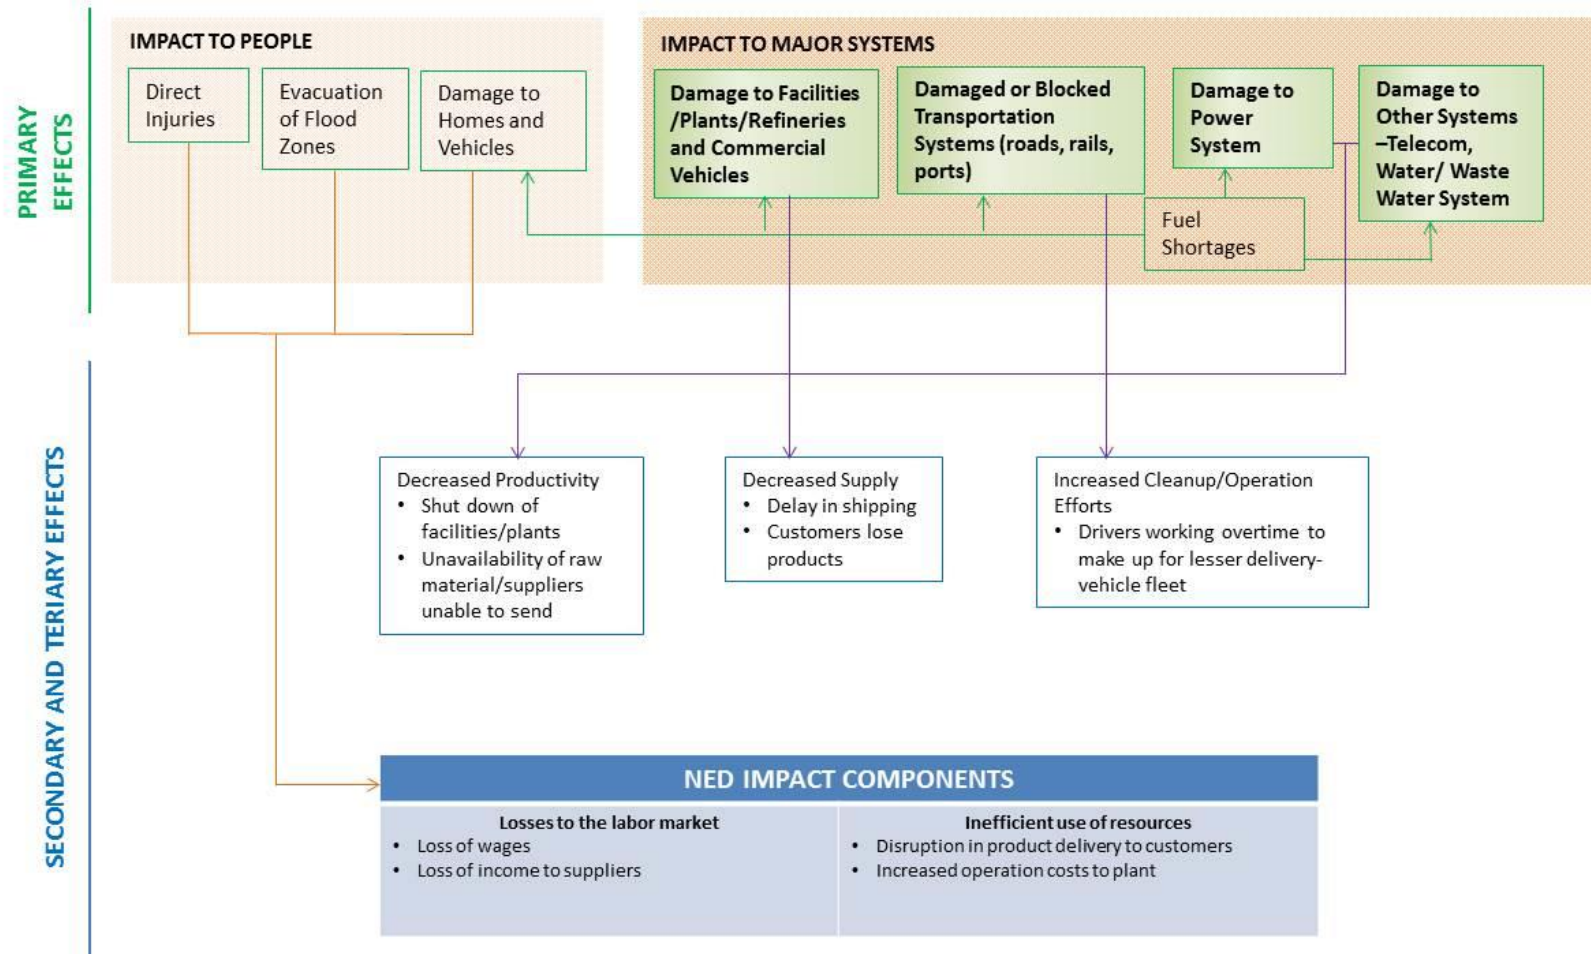 PRIMARY
EFFECTS
IMPACT TO PEOPLE
Direct
Injuries
Evacuation
of Flood
Zones
Damage to
Homes and
Vehicles
IMPACT TO MAJOR SYSTEMS
Damage to Facilities
/Plants/Refineries
and Commercial
Vehicles
Damaged or Blocked
Transportation
Systems (roads, rails,
ports)
Damage to
Power
System
Damage to
Other Systems
–Telecom,
Water/ Waste
Water System
Fuel
Shortages
SECONDARY AND TERIARY EFFECTS
Decreased Productivity
• Shut down of
facilities/plants
• Unavailability of raw
material/suppliers
unable to send
Decreased Supply
• Delay in shipping
• Customers lose
products
Increased Cleanup/Operation
Efforts
• Drivers working overtime to
make up for lesser delivery-
vehicle fleet
NED IMPACT COMPONENTS
Losses to the labor market
• Loss of wages
• Loss of income to suppliers
Inefficient use of resources
• Disruption in product delivery to customers
• Increased operation costs to plant